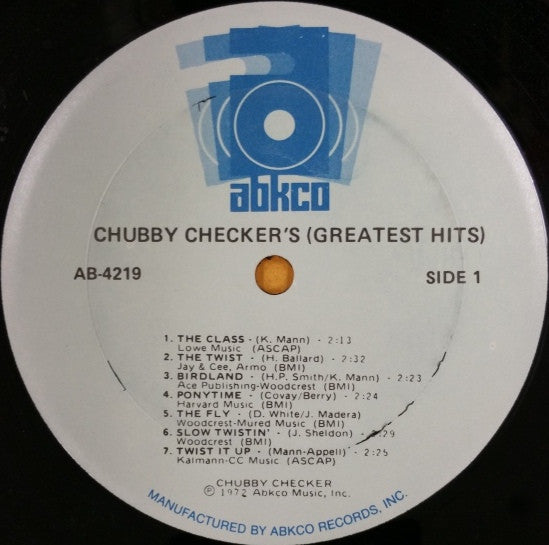 abkco
CHUBBY CHECKER'S (GREATEST HITS)
AB-4219
SIDE 1
1. THE CLASS - (K. Mann) - 2:13
Lowe Music (ASCAP)
2. THE TWIST - (H. Ballard) - 2:32
Jay & Cee, Armo (BMI)
3. BIRDLAND - (H.P. Smith/K. Mann) - 2:23
Ace Publishing-Woodcrest (BMI)
4. PONYTIME - (Covay/Berry) - 2:24
Harvard Music (BMI)
5. THE FLY - (D. White/J. Madera)
Woodcrest-Mured Music (BMI)
6. SLOW TWISTIN' - (J. Sheldon) - :29
Woodcrest (BMI)
7. TWIST IT UP - (Mann-Appell) - 2:25
Kalmann-CC Music (ASCAP)
CHUBBY CHECKER
℗ 1972 Abkco Music, Inc.
MANUFACTURED BY ABKCO RECORDS, INC.